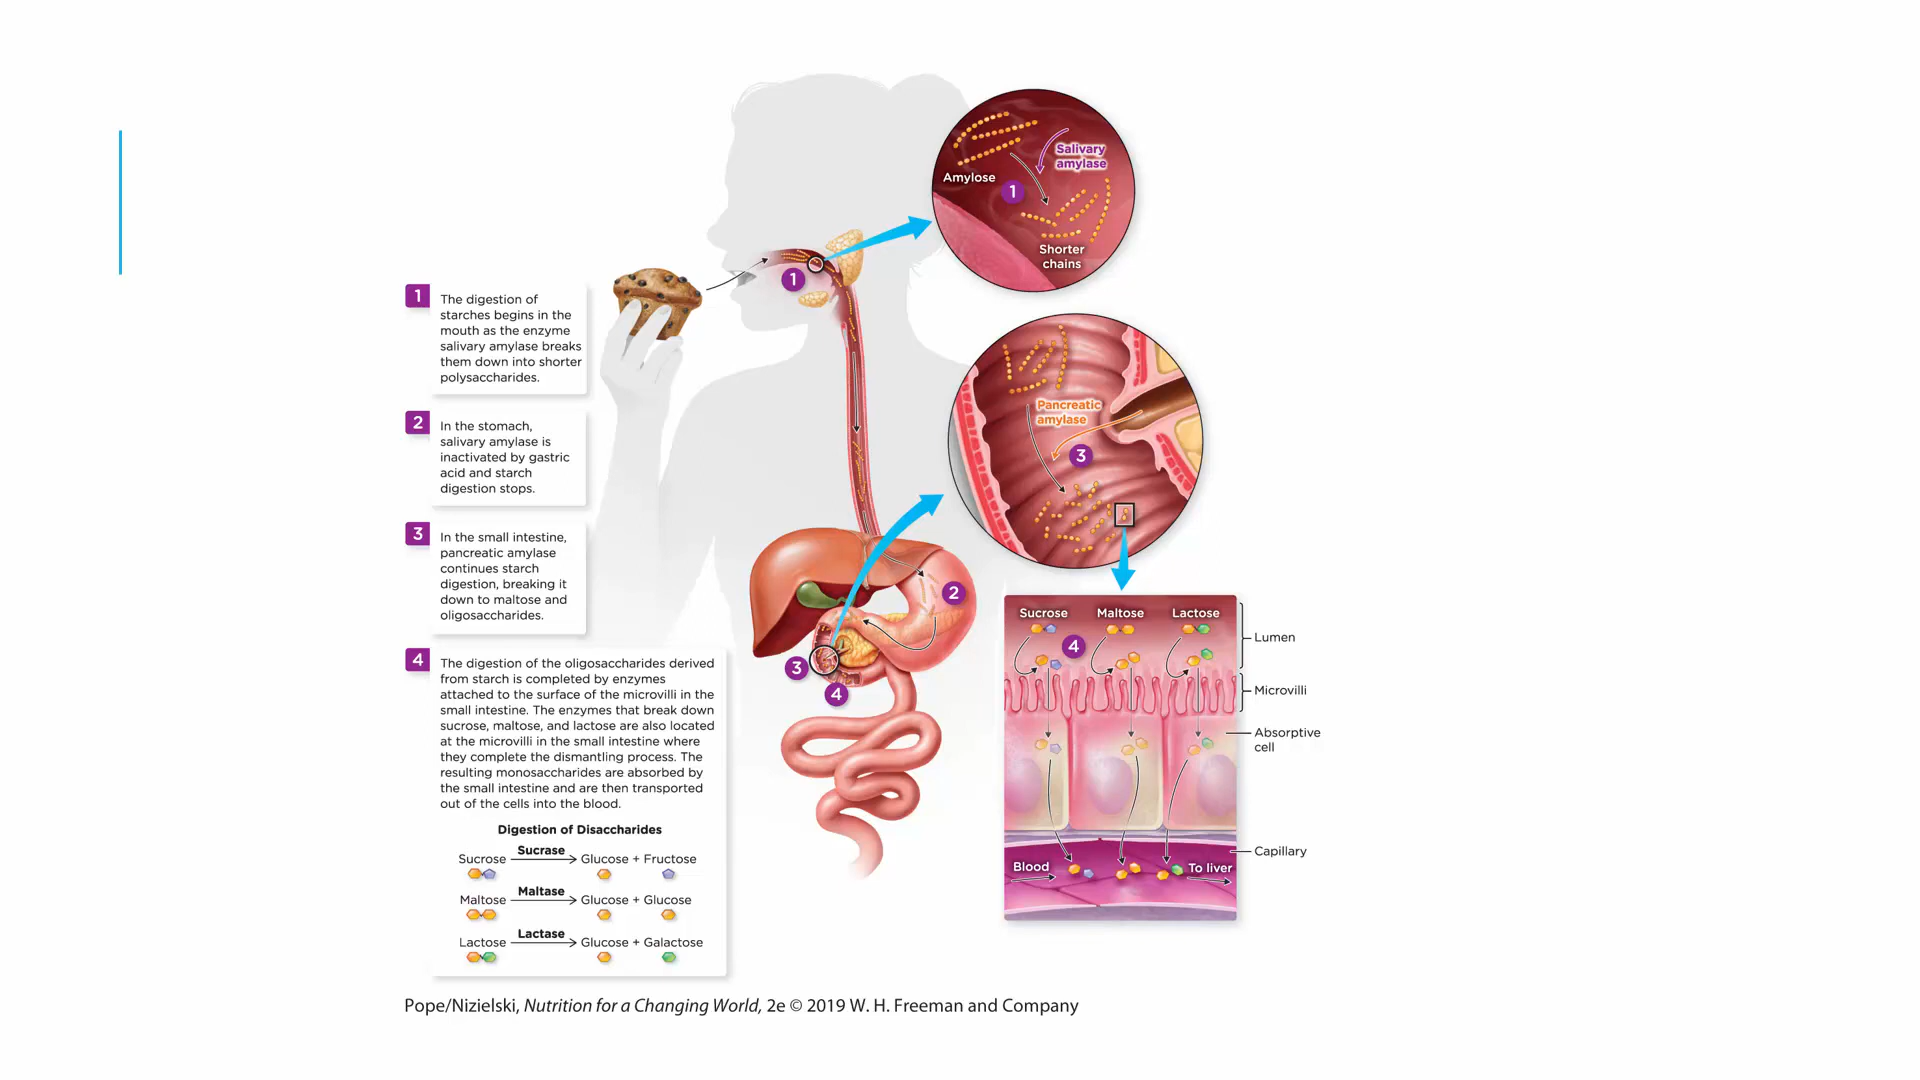 1
The digestion of
starches begins in the
mouth as the enzyme
salivary amylase breaks
them down into shorter
polysaccharides.
2
In the stomach,
salivary amylase is
inactivated by gastric
acid and starch
digestion stops.
3
In the small intestine,
pancreatic amylase
continues starch
digestion, breaking it
down to maltose and
oligosaccharides.
4
The digestion of the oligosaccharides derived
from starch is completed by enzymes
attached to the surface of the microvilli in the
small intestine. The enzymes that break down
sucrose, maltose, and lactose are also located
at the microvilli in the small intestine where
they complete the dismantling process. The
resulting monosaccharides are absorbed by
the small intestine and are then transported
out of the cells into the blood.
Digestion of Disaccharides
Sucrase
Sucrose Glucose + Fructose
Maltase
Maltose Glucose + Glucose
Lactase
Lactose Glucose + Galactose
1
2
3
4
Salivary
amylase
Amylose
1
Shorter
chains
Pancreatic
amylase
3
Sucrose Maltose Lactose
4
Lumen
Microvilli
Absorptive
cell
Capillary
Blood
To liver
Pope/Nizielski, Nutrition for a Changing World, 2e © 2019 W. H. Freeman and Company